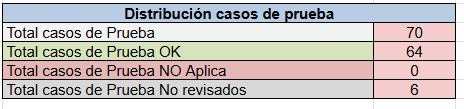 Distribución casos de prueba
Total casos de Prueba 70
Total casos de Prueba OK 64
Total casos de Prueba NO Aplica 0
Total casos de Prueba No revisados 6